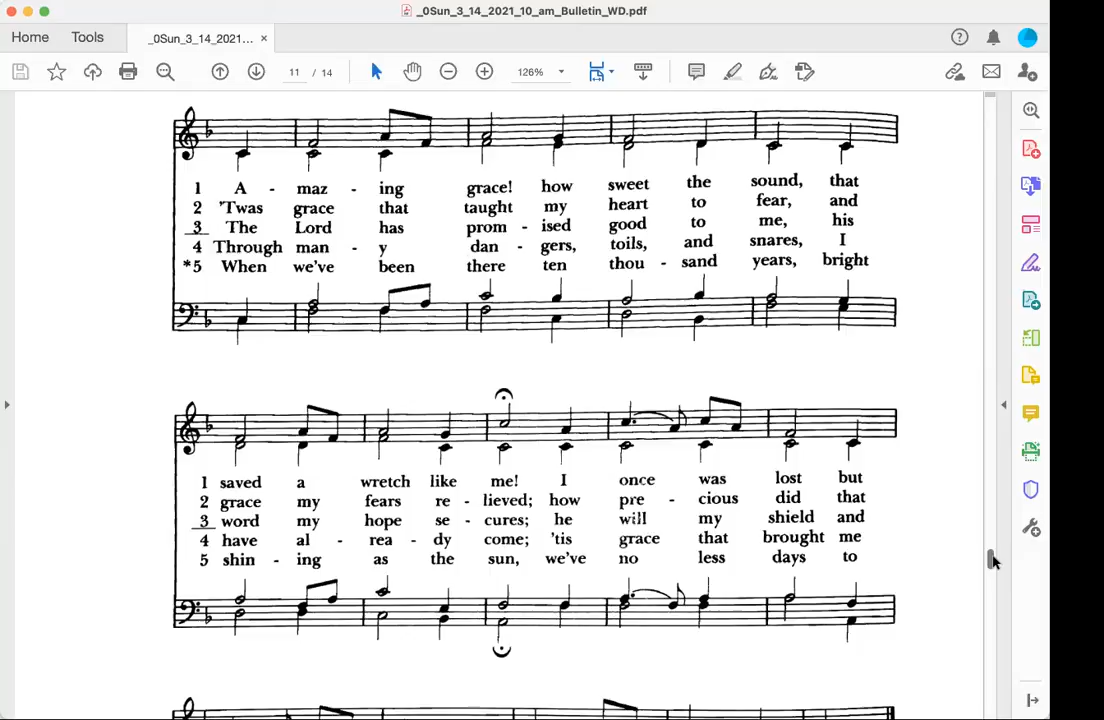 _0Sun_3_14_2021_10_am_Bulletin_WD.pdf
Home Tools _0Sun_3_14_2021... ×
11 / 14 126%
1 A - maz - ing grace! how sweet the sound, that
2 'Twas grace that taught my heart to fear, and
3 The Lord has prom - ised good to me, his
4 Through man - y dan - gers, toils, and snares, I
*5 When we've been there ten thou - sand years, bright
1 saved a wretch like me! I once was lost but
2 grace my fears re - lieved; how pre - cious did that
3 word my hope se - cures; he will my shield and
4 have al - rea - dy come; 'tis grace that brought me
5 shin - ing as the sun, we've no less days to